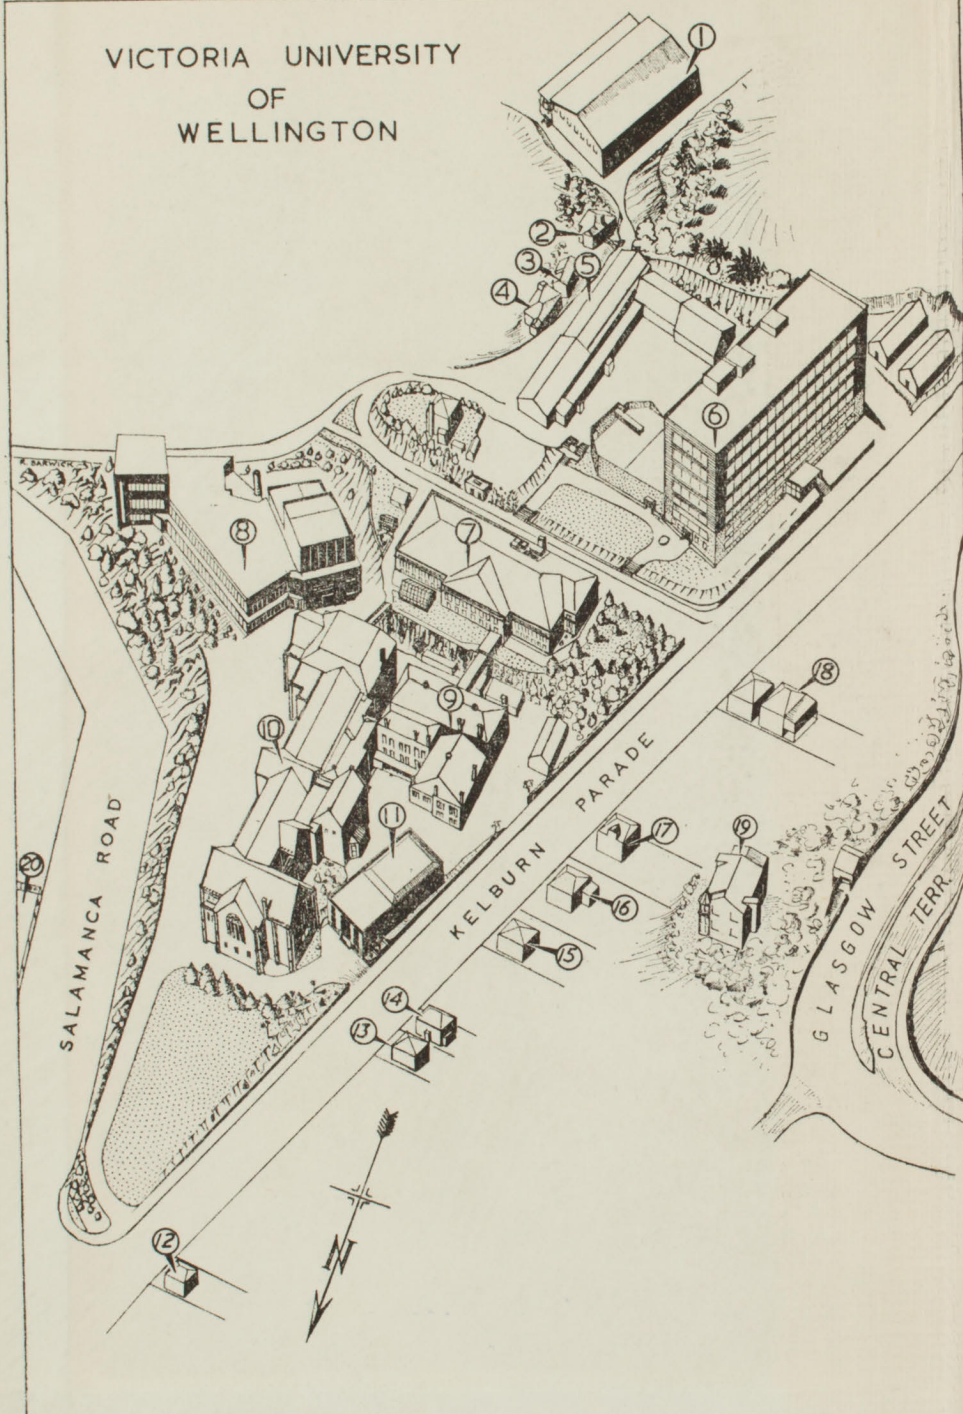 VICTORIA UNIVERSITY
OF
WELLINGTON
1
2
3
5
4
6
R. BARWICH
7
8
18
9
10
KELBURN PARADE
11
17
19
SALAMANCA ROAD
20
16
15
GLASGOW STREET
CENTRAL TERR.
14
13
12
N